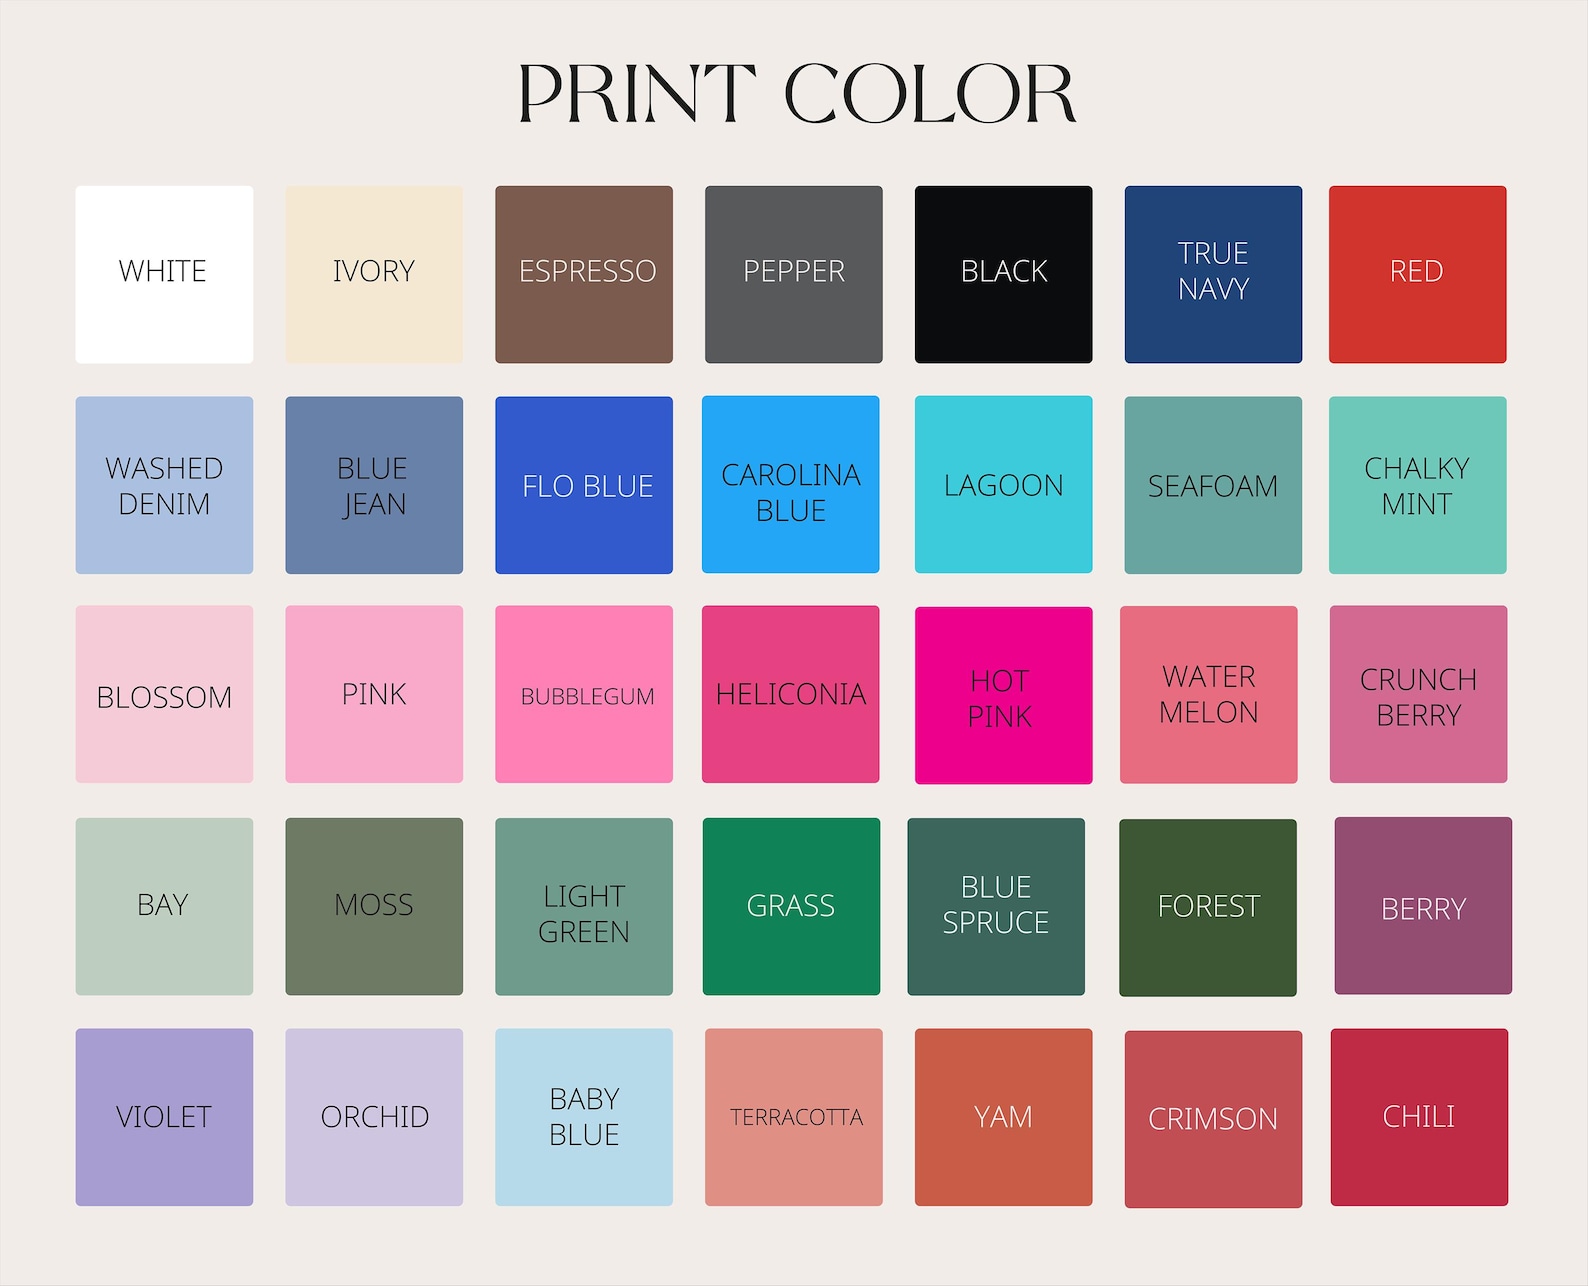 PRINT COLOR
WHITE
IVORY
ESPRESSO
PEPPER
BLACK
TRUE
NAVY
RED
WASHED
DENIM
BLUE
JEAN
FLO BLUE
CAROLINA
BLUE
LAGOON
SEAFOAM
CHALKY
MINT
BLOSSOM
PINK
BUBBLEGUM
HELICONIA
HOT
PINK
WATER
MELON
CRUNCH
BERRY
BAY
MOSS
LIGHT
GREEN
GRASS
BLUE
SPRUCE
FOREST
BERRY
VIOLET
ORCHID
BABY
BLUE
TERRACOTTA
YAM
CRIMSON
CHILI